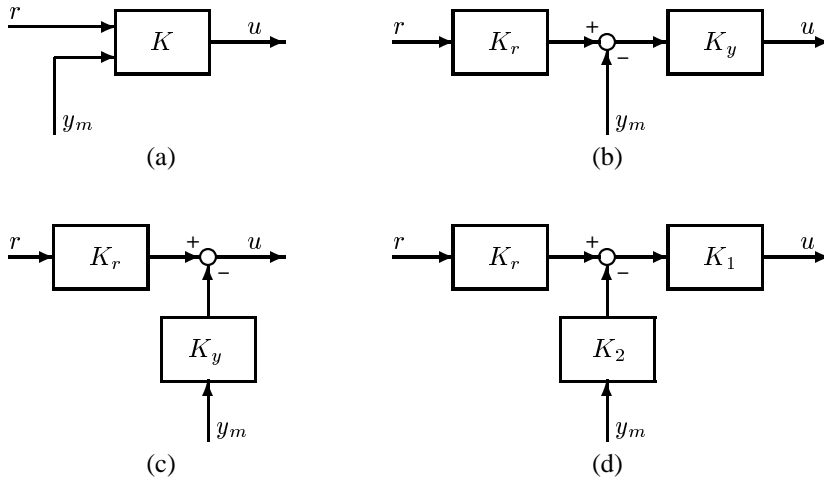 r
K
u
y_m
(a)
r
K_r
+
−
K_y
u
y_m
(b)
r
K_r
+
−
u
K_y
y_m
(c)
r
K_r
+
−
K_1
u
K_2
y_m
(d)